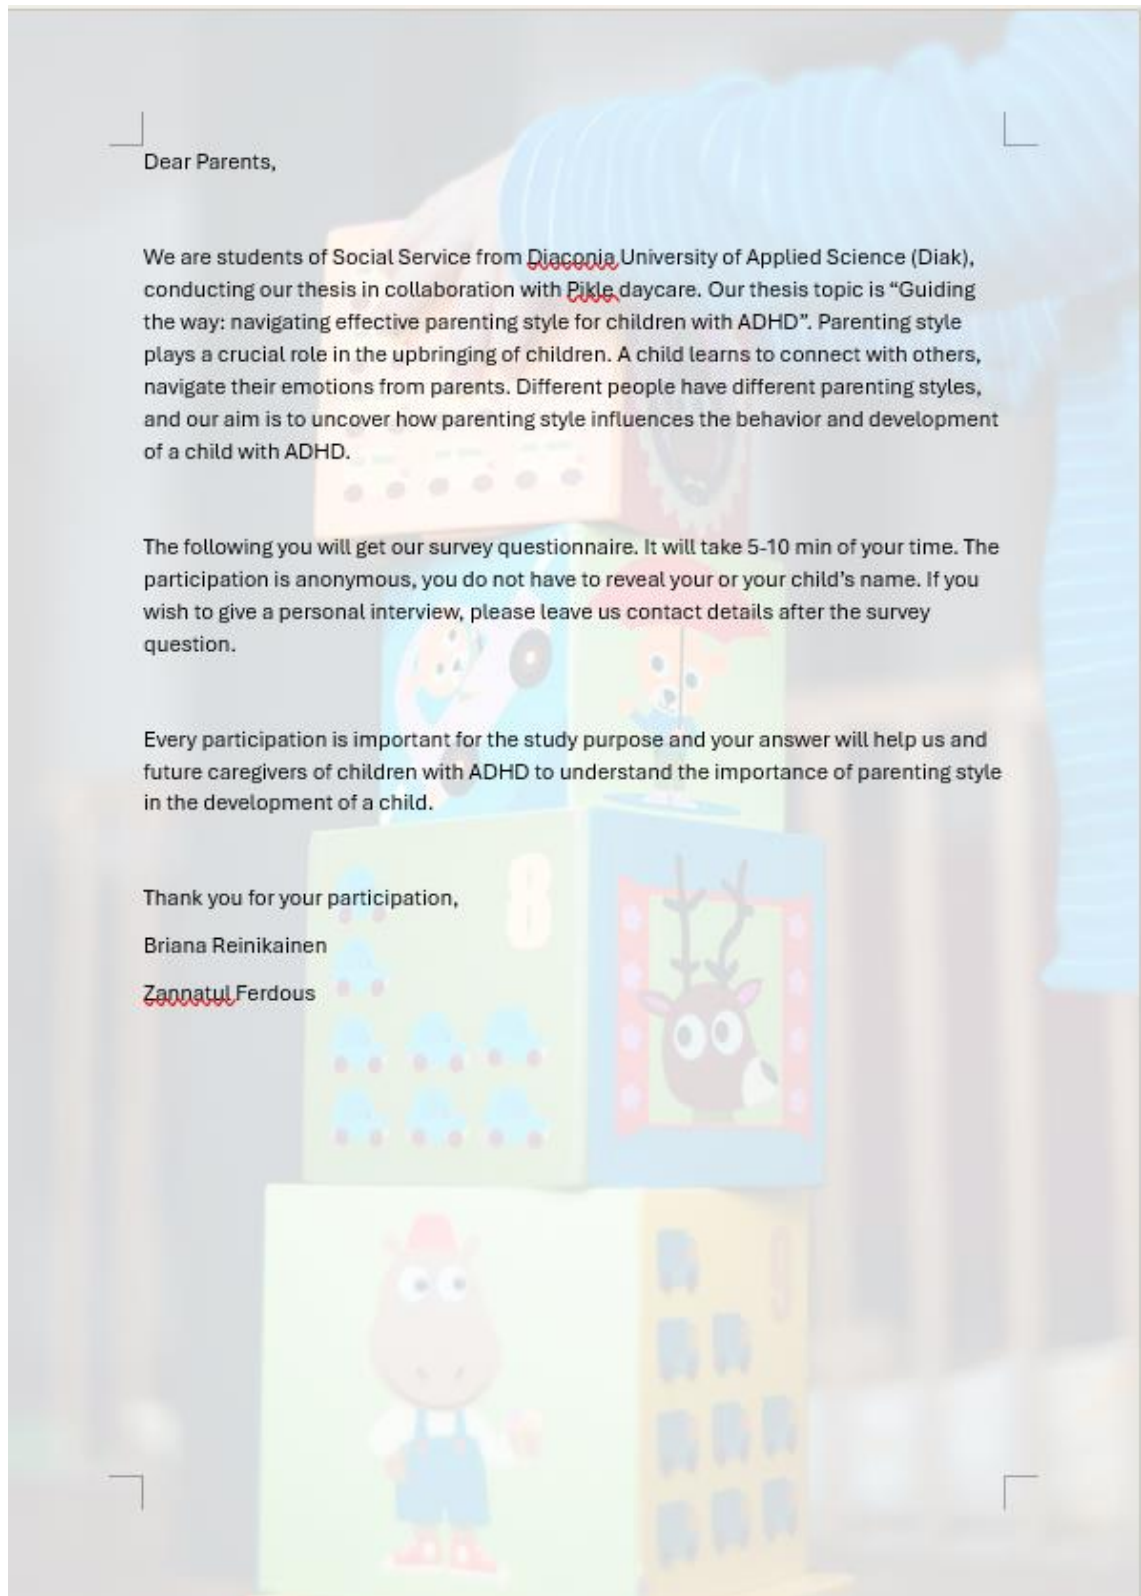 Dear Parents,
We are students of Social Service from Diaconia University of Applied Science (Diak),
conducting our thesis in collaboration with Pikle daycare. Our thesis topic is “Guiding
the way: navigating effective parenting style for children with ADHD”. Parenting style
plays a crucial role in the upbringing of children. A child learns to connect with others,
navigate their emotions from parents. Different people have different parenting styles,
and our aim is to uncover how parenting style influences the behavior and development
of a child with ADHD.
The following you will get our survey questionnaire. It will take 5-10 min of your time. The
participation is anonymous, you do not have to reveal your or your child’s name. If you
wish to give a personal interview, please leave us contact details after the survey
question.
Every participation is important for the study purpose and your answer will help us and
future caregivers of children with ADHD to understand the importance of parenting style
in the development of a child.
Thank you for your participation,
8
Briana Reinikainen
Zannatul Ferdous